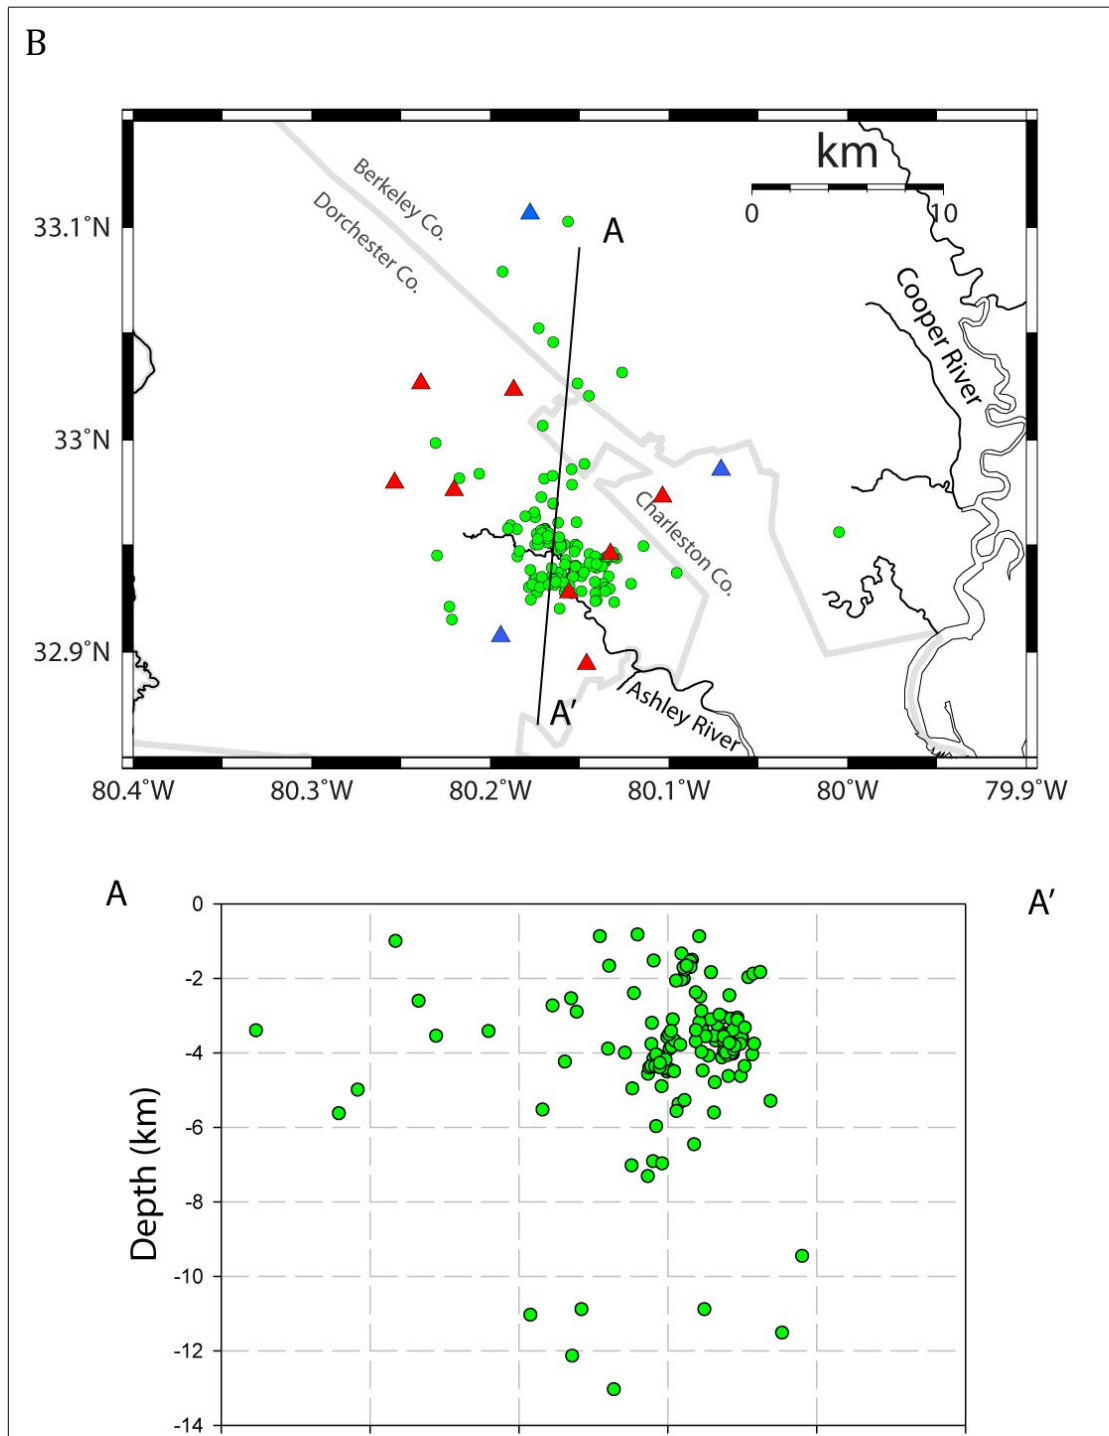 B
km
0 10
Berkeley Co.
Dorchester Co.
A
33.1°N
Cooper River
33°N
Charleston Co.
32.9°N
A'
Ashley River
80.4°W 80.3°W 80.2°W 80.1°W 80°W 79.9°W
A A'
0
-2
-4
-6
Depth (km)
-8
-10
-12
-14